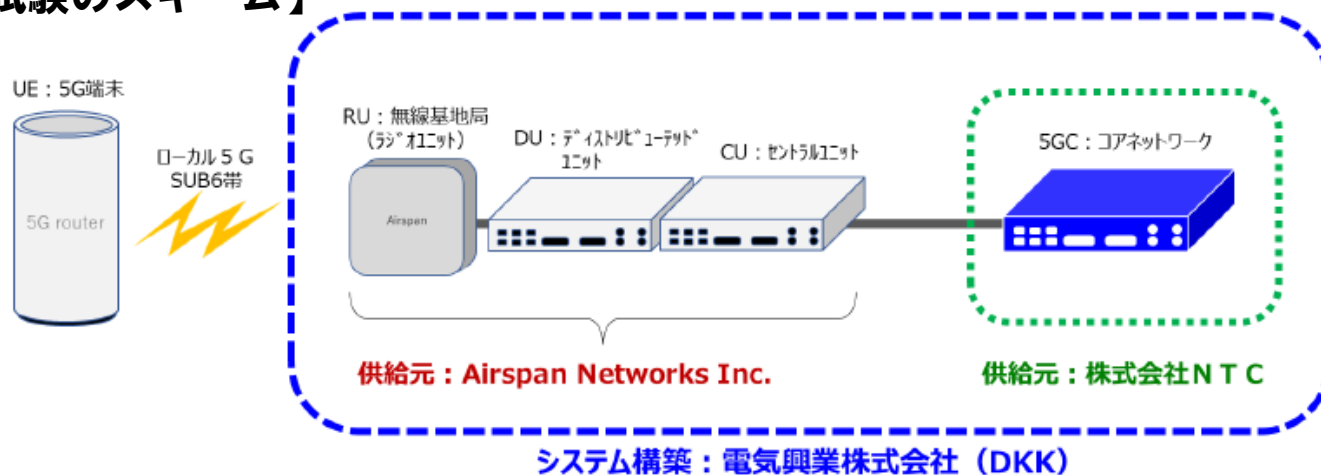 試験のスキーム】
UE:5G端末
5G router
ローカル5G
SUB6帯
RU:無線基地局
(ラジオユニット)
Airspan
DU:ディストリビューテッド
ユニット
CU:セントラルユニット
5GC:コアネットワーク
供給元:Airspan Networks Inc.
供給元:株式会社NTC
システム構築:電気興業株式会社(DKK)